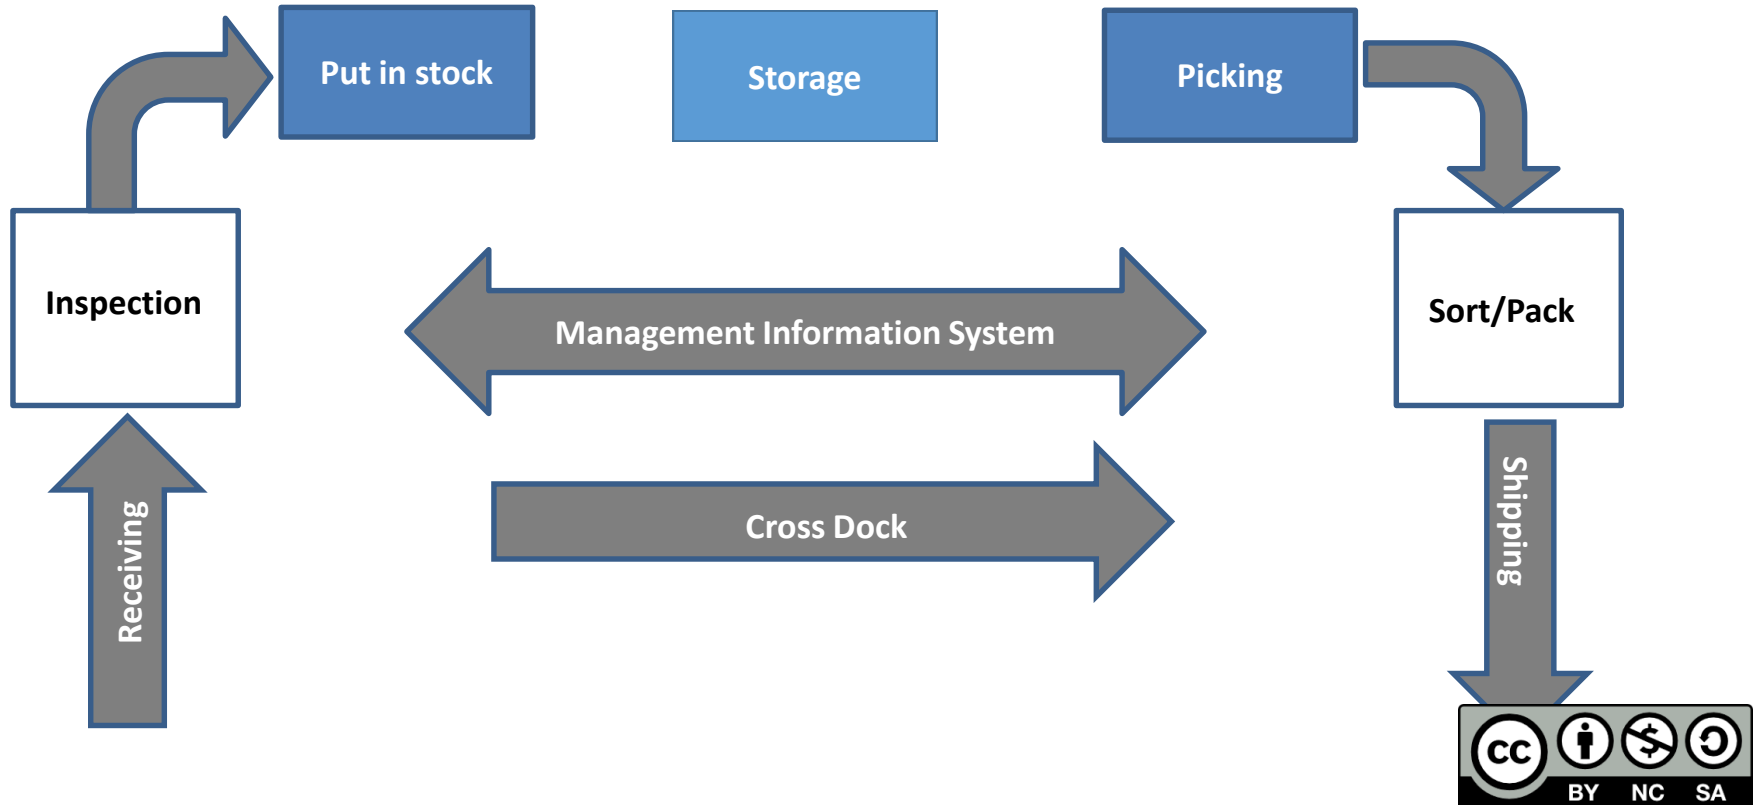 Put in stock
Storage
Picking
Inspection
Management Information System
Sort/Pack
Cross Dock
Receiving
Shipping
CC
BY NC SA